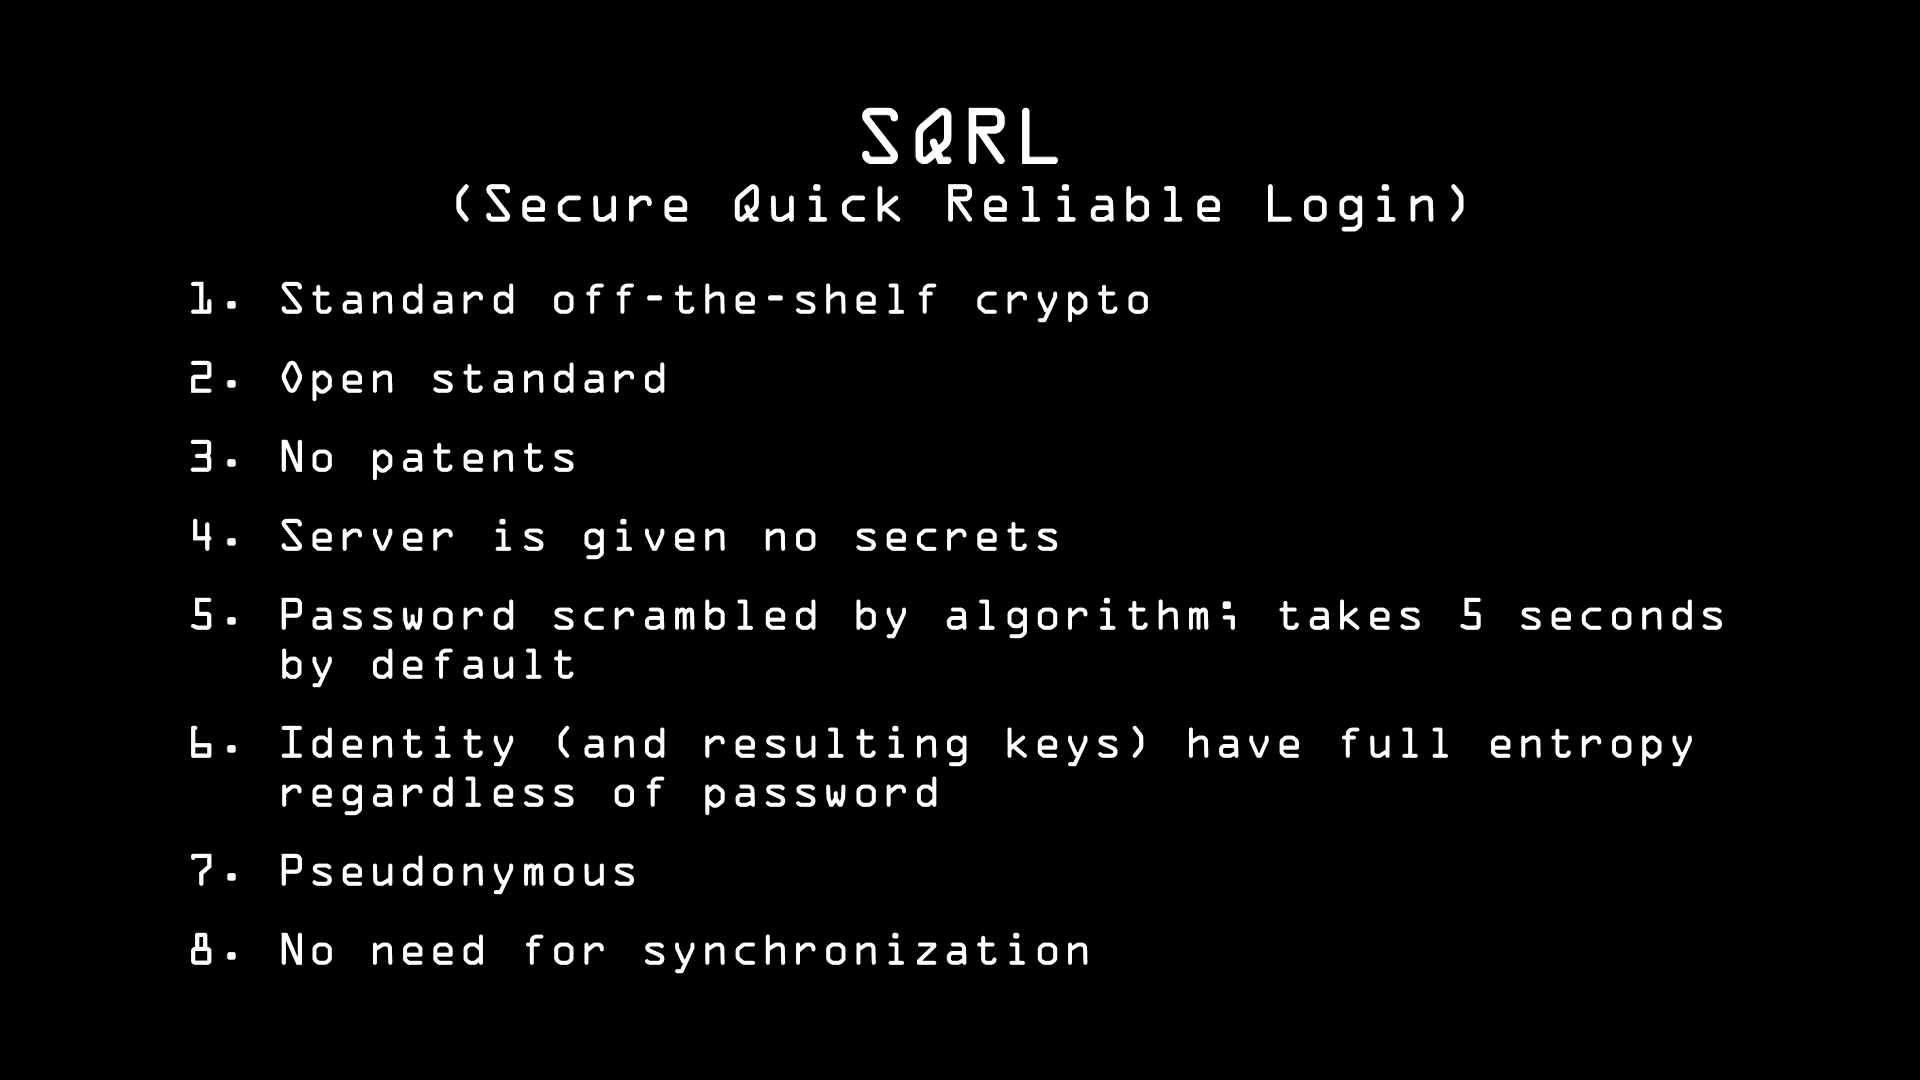 SQRL
(Secure Quick Reliable Login)
1. Standard off-the-shelf crypto
2. Open standard
3. No patents
4. Server is given no secrets
5. Password scrambled by algorithm; takes 5 seconds
by default
6. Identity (and resulting keys) have full entropy
regardless of password
7. Pseudonymous
8. No need for synchronization